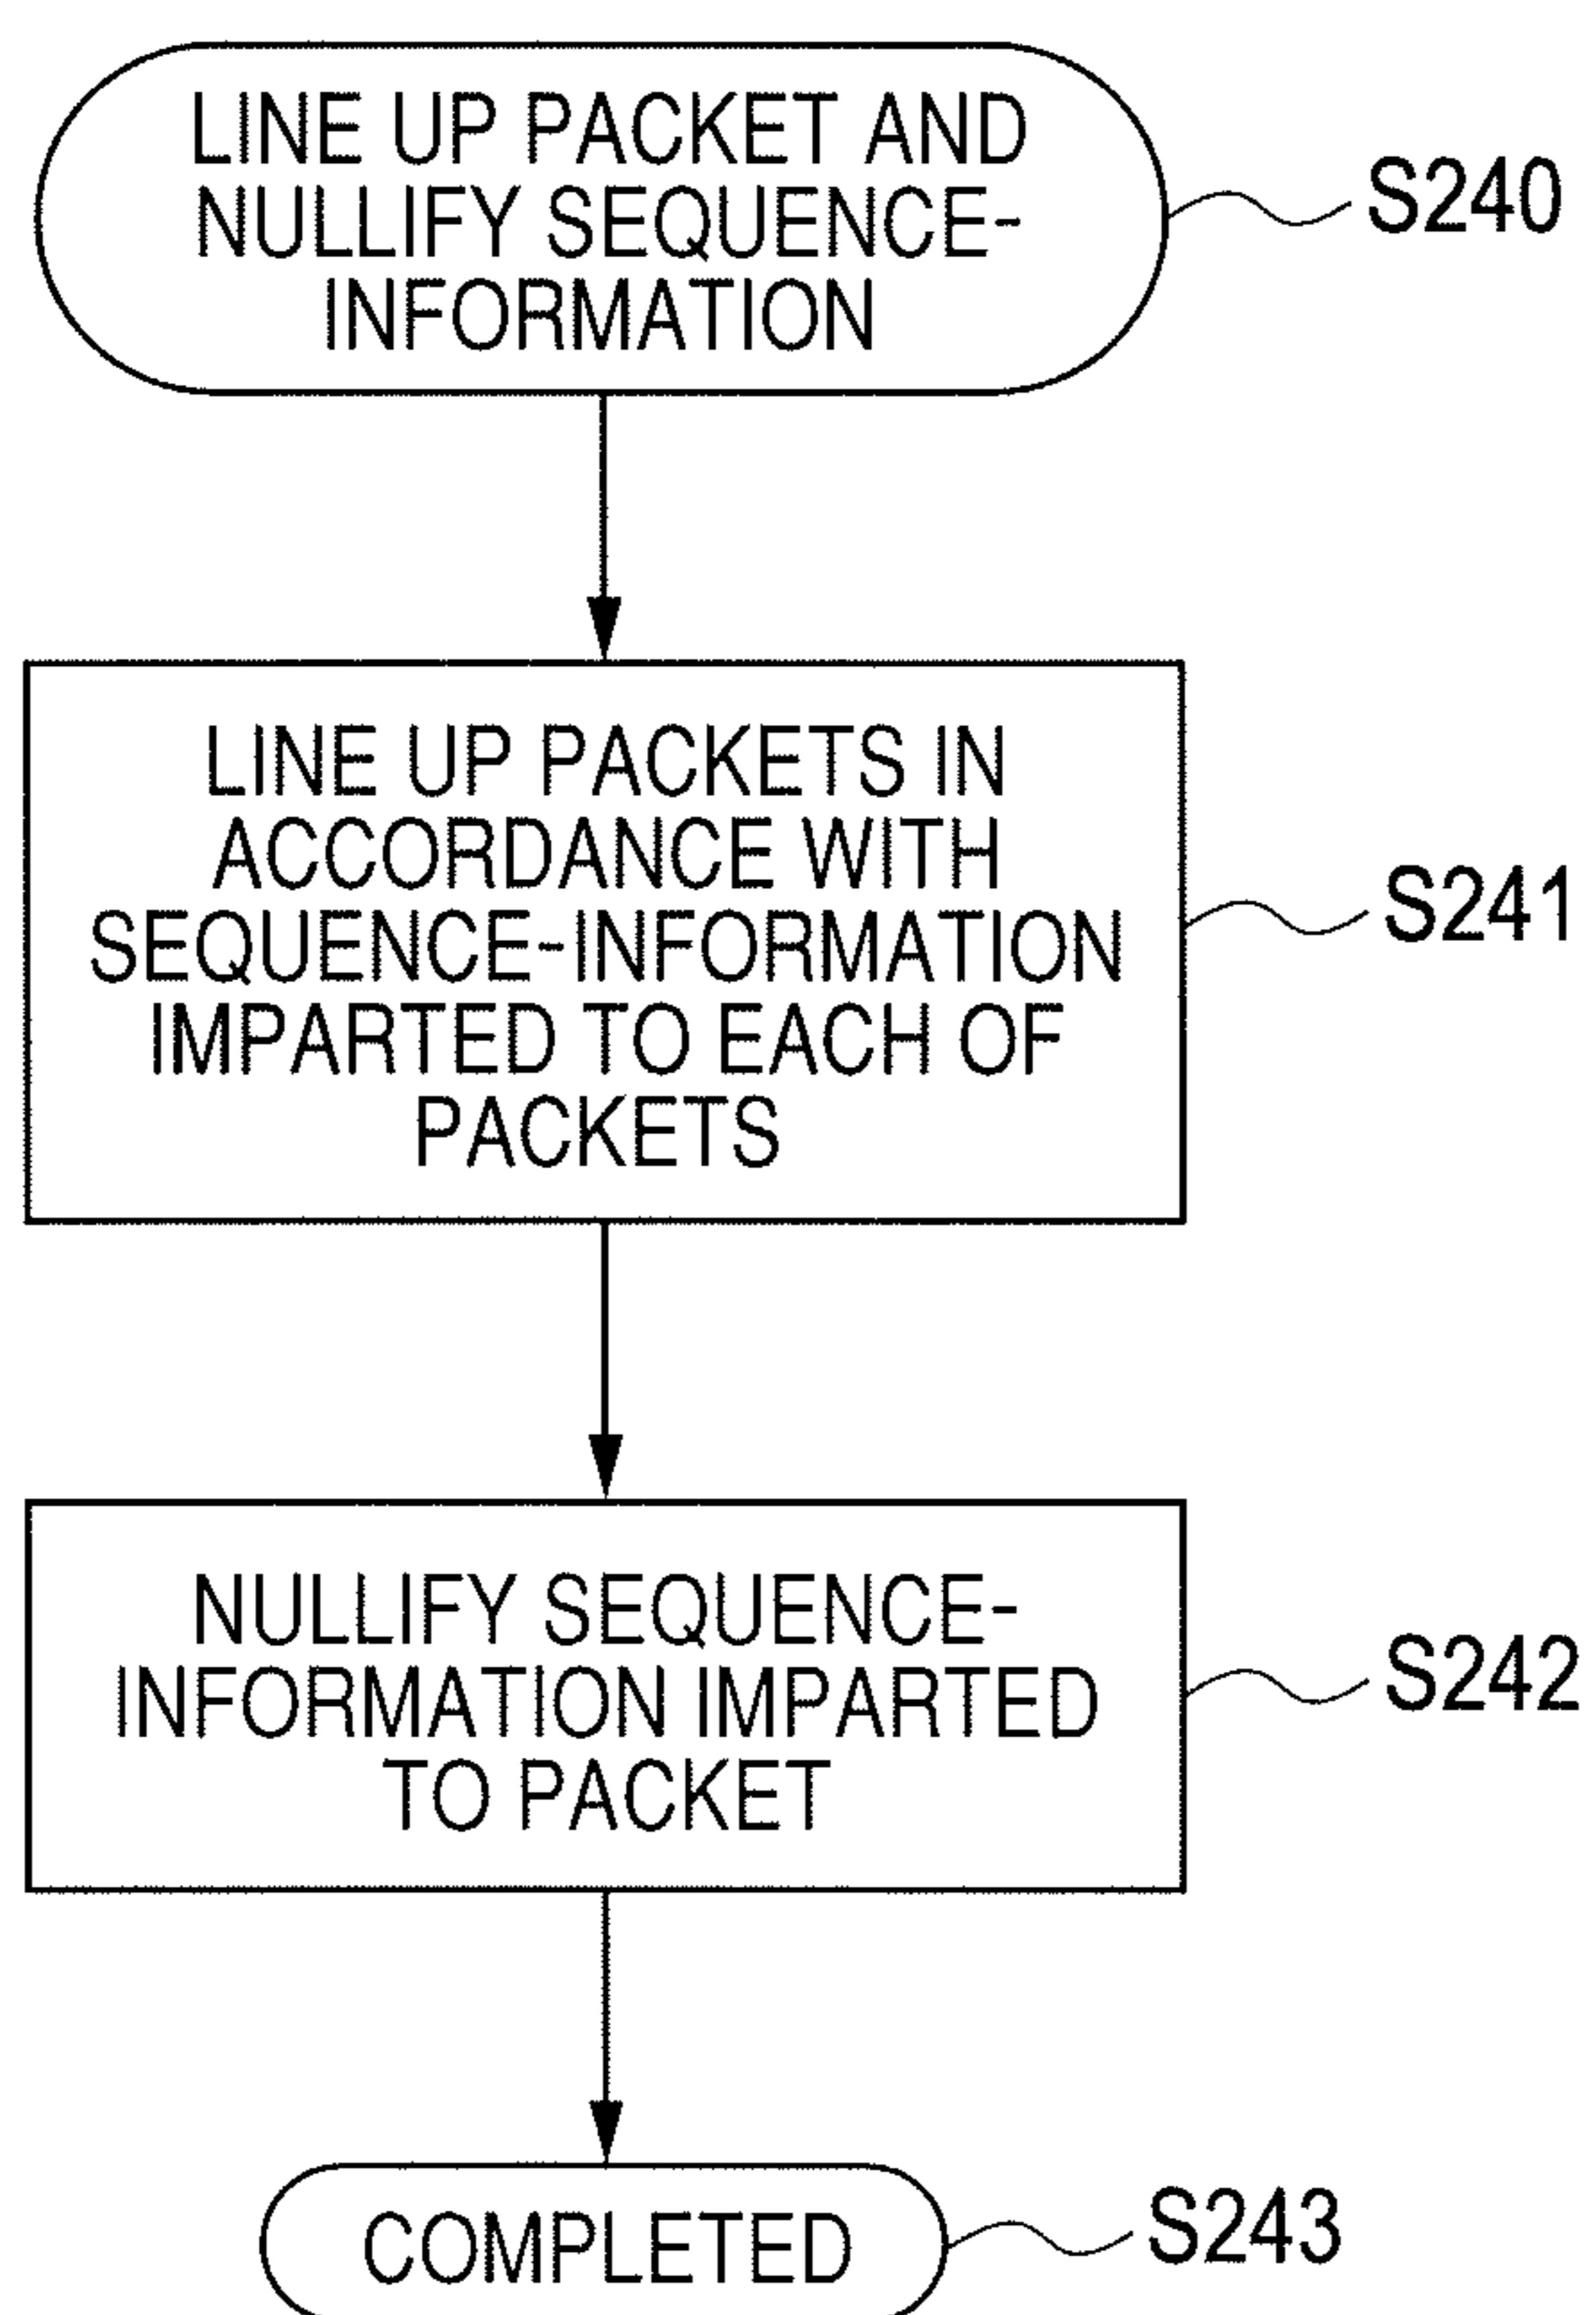 LINE UP PACKET AND
NULLIFY SEQUENCE-
INFORMATION
S240
LINE UP PACKETS IN
ACCORDANCE WITH
SEQUENCE-INFORMATION
IMPARTED TO EACH OF
PACKETS
S241
NULLIFY SEQUENCE-
INFORMATION IMPARTED
TO PACKET
S242
COMPLETED
S243